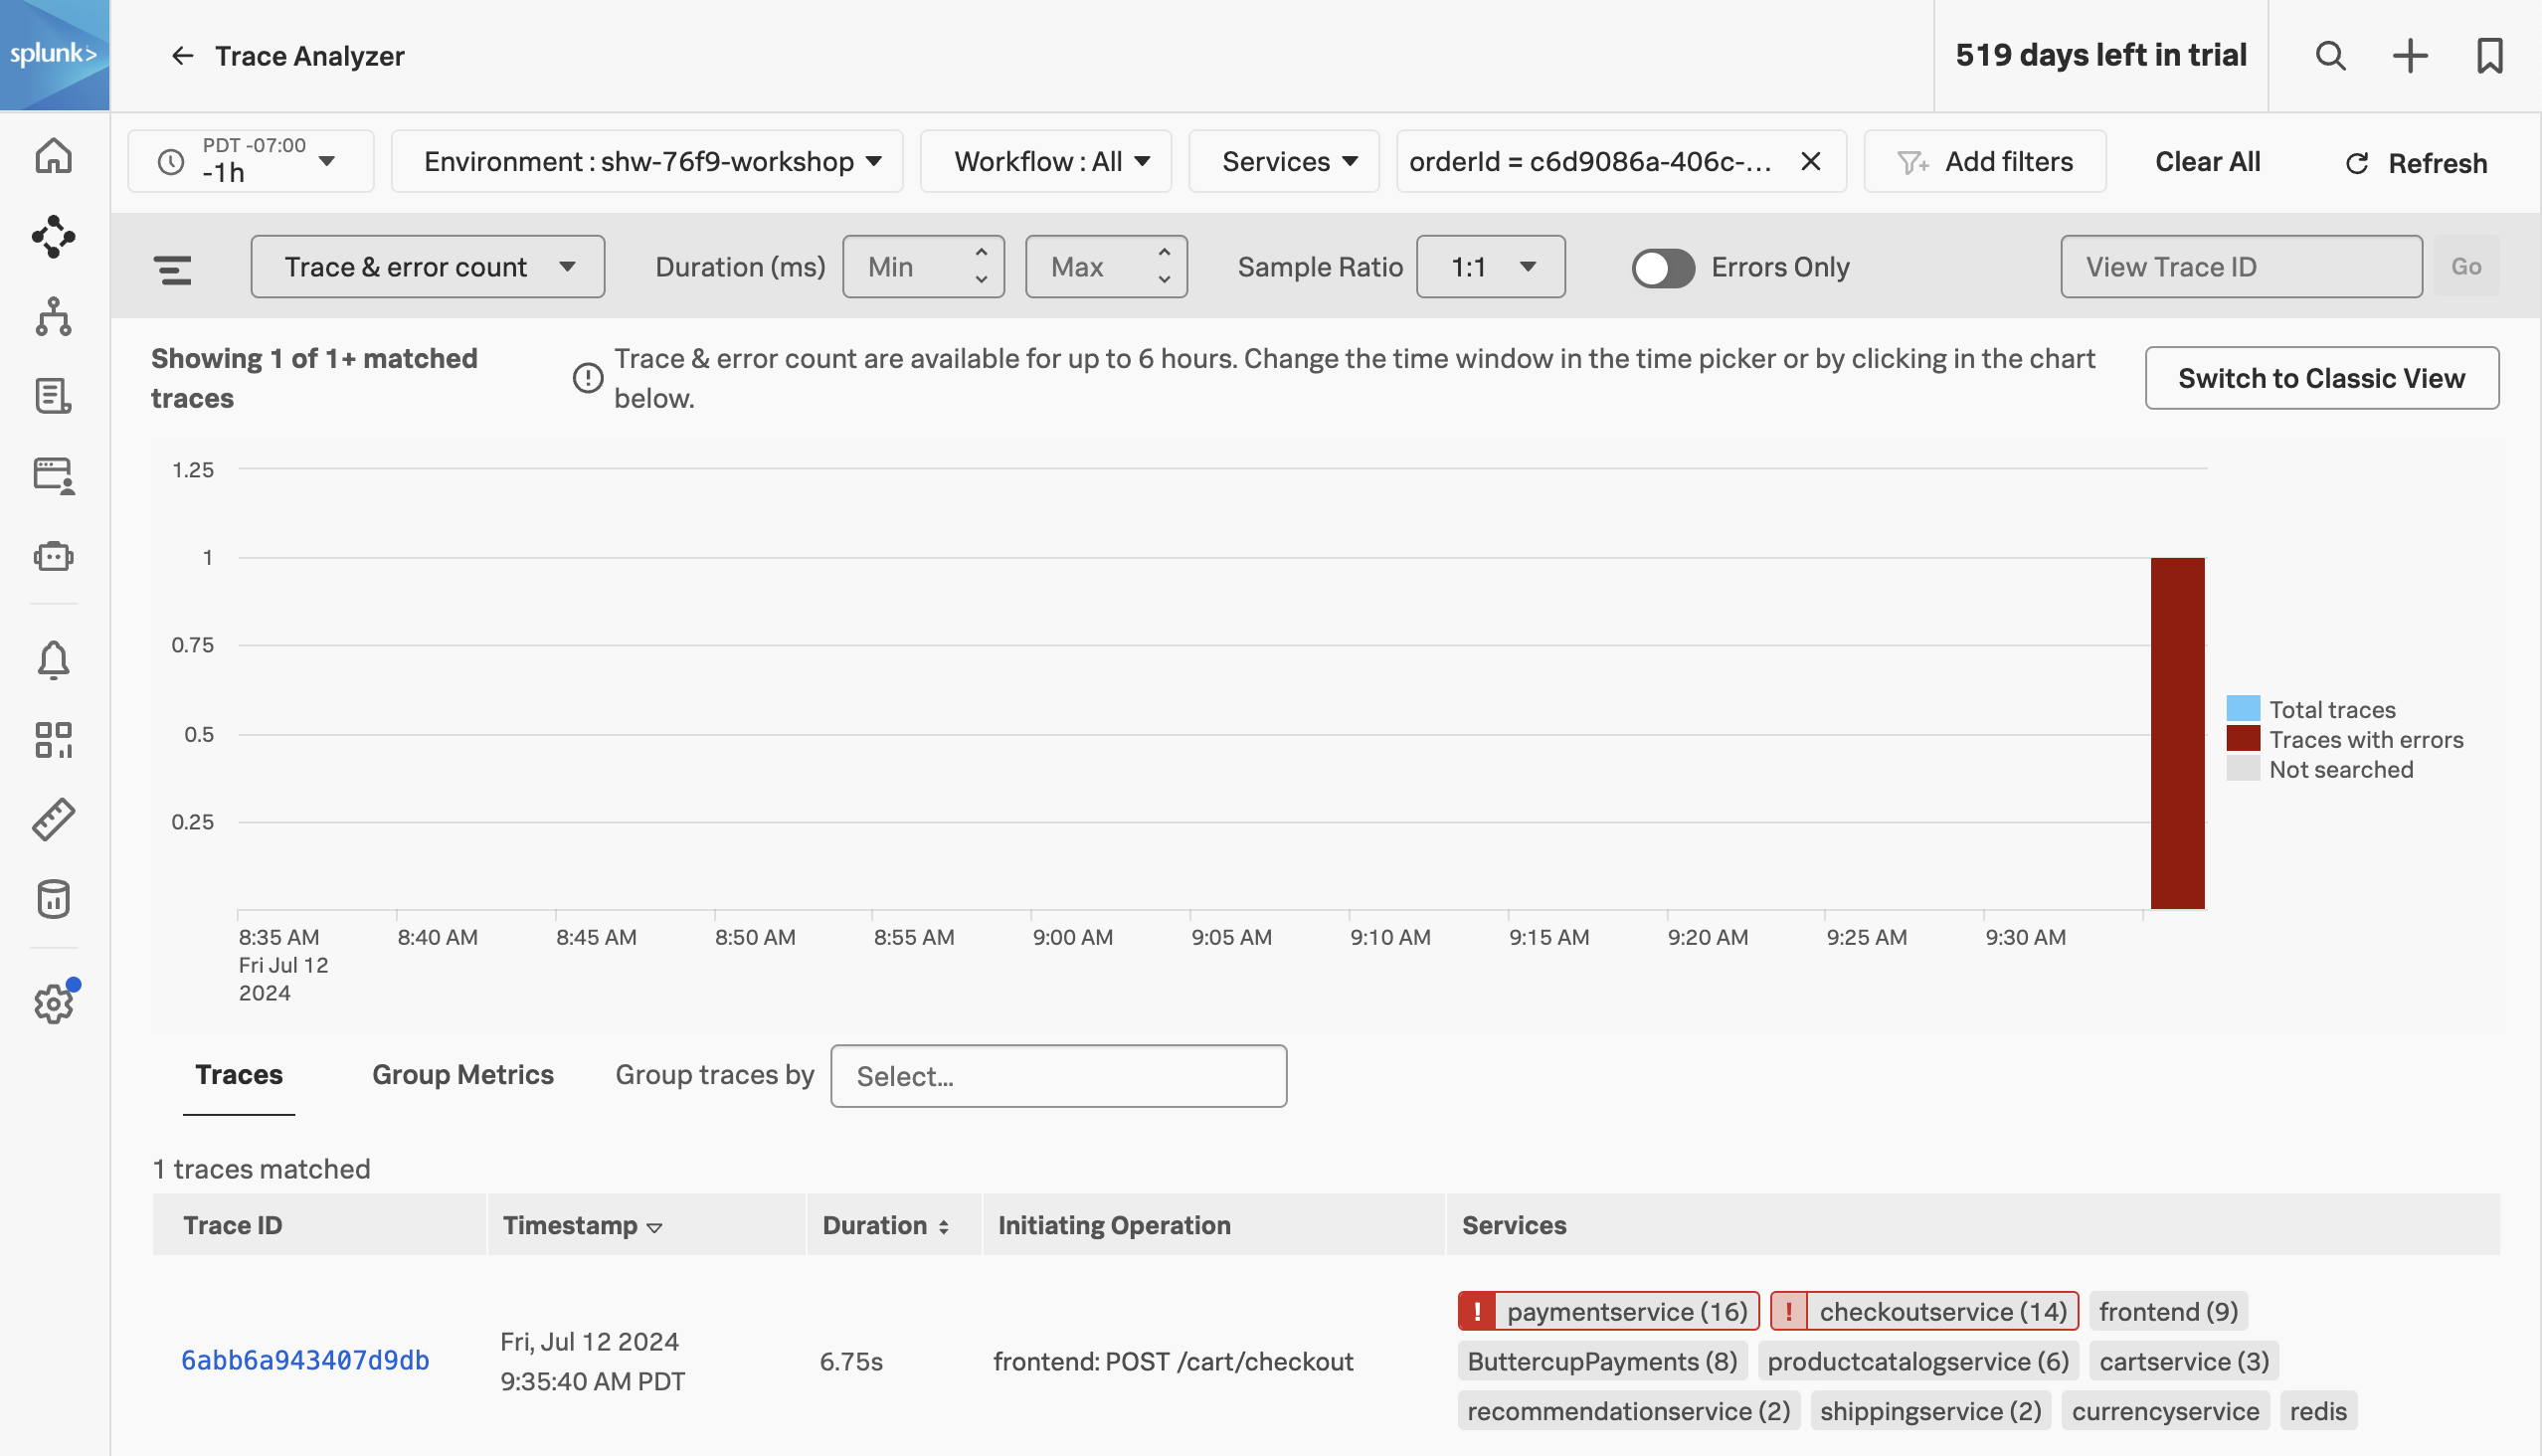 splunk>
Trace Analyzer
519 days left in trial
PDT -07:00
-1h
Environment : shw-76f9-workshop
Workflow : All
Services
orderId = c6d9086a-406c-...
Add filters
Clear All
Refresh
Trace & error count
Duration (ms)
Min
Max
Sample Ratio
1:1
Errors Only
View Trace ID
Go
Showing 1 of 1+ matched
traces
Trace & error count are available for up to 6 hours. Change the time window in the time picker or by clicking in the chart
below.
Switch to Classic View
1.25
1
0.75
0.5
0.25
Total traces
Traces with errors
Not searched
8:35 AM
Fri Jul 12
2024
8:40 AM
8:45 AM
8:50 AM
8:55 AM
9:00 AM
9:05 AM
9:10 AM
9:15 AM
9:20 AM
9:25 AM
9:30 AM
Traces
Group Metrics
Group traces by
Select...
1 traces matched
Trace ID
Timestamp
Duration
Initiating Operation
Services
6abb6a943407d9db
Fri, Jul 12 2024
9:35:40 AM PDT
6.75s
frontend: POST /cart/checkout
! paymentservice (16)
! checkoutservice (14)
frontend (9)
ButtercupPayments (8)
productcatalogservice (6)
cartservice (3)
recommendationservice (2)
shippingservice (2)
currencyservice
redis